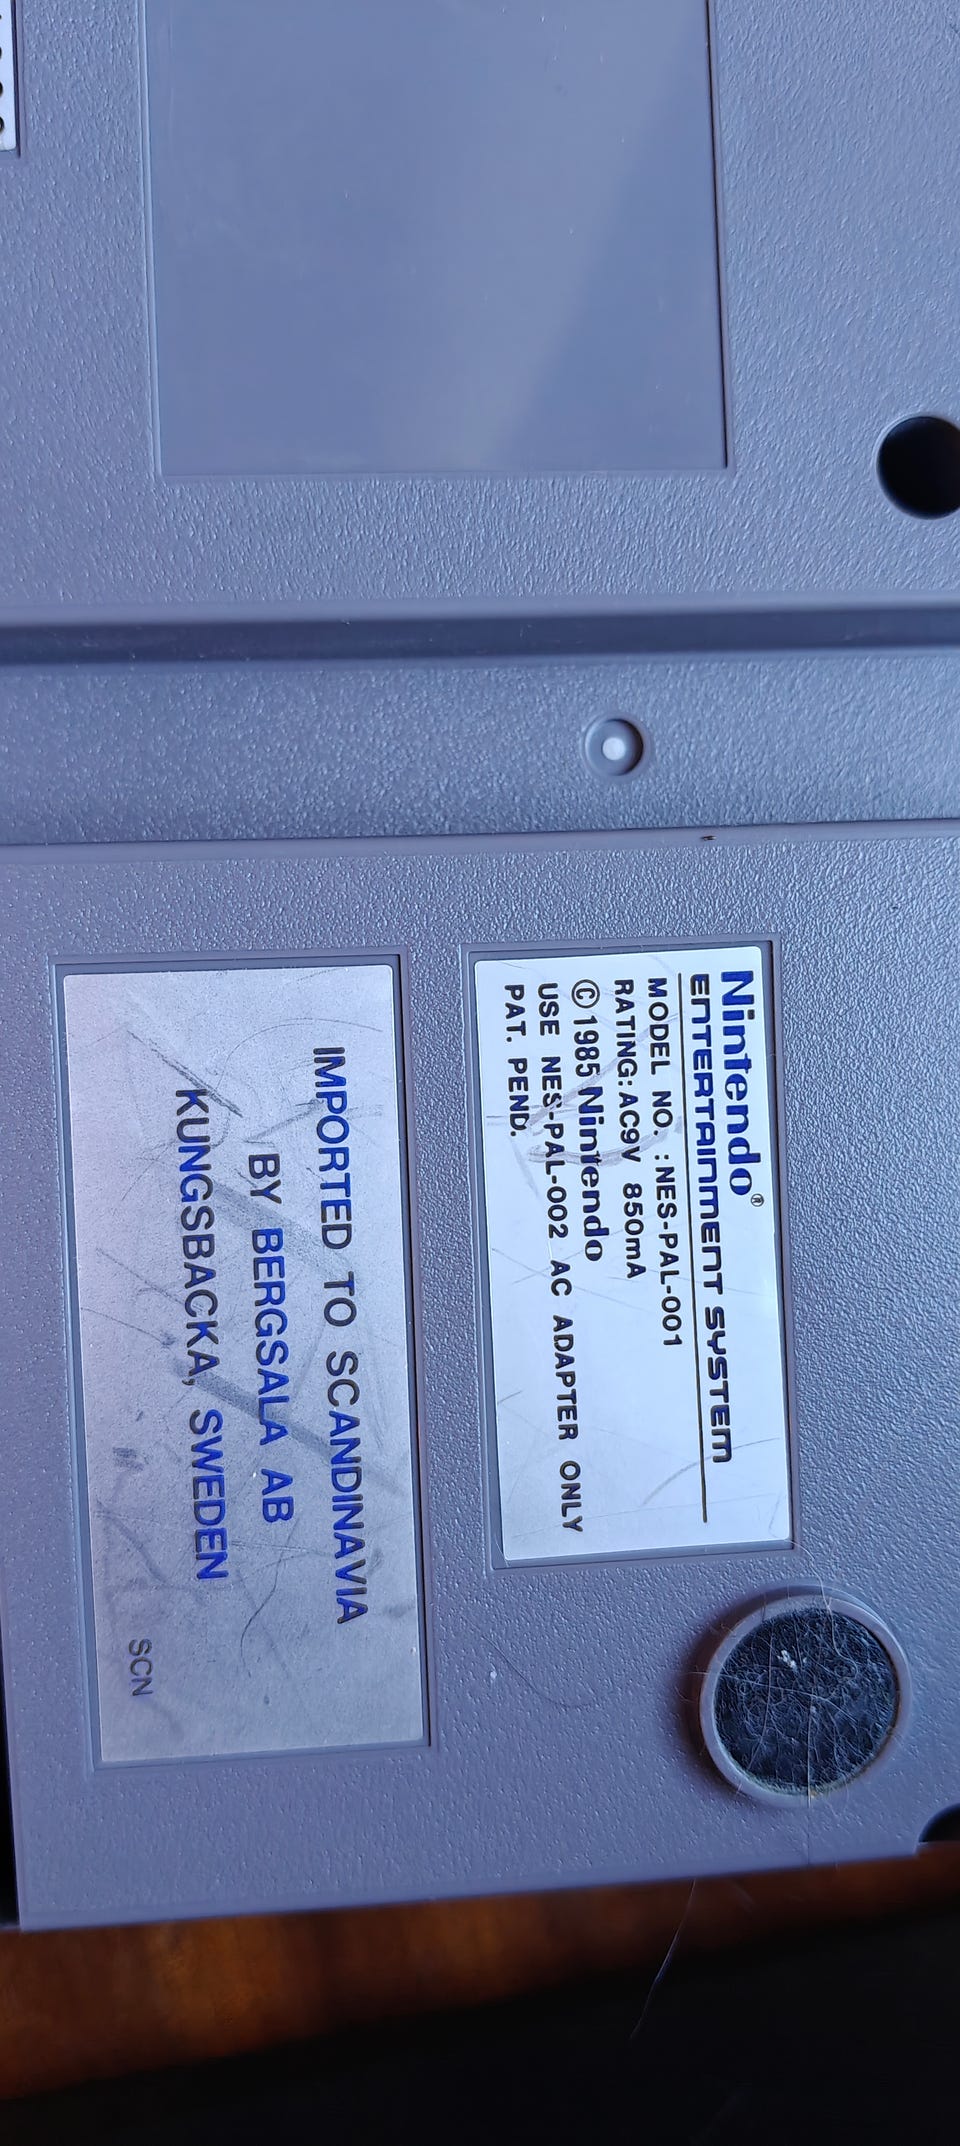 Nintendo®
ENTERTAINMENT SYSTEM
MODEL NO. :NES-PAL-001
RATING:AC9V 850mA
©1985 Nintendo
USE NES-PAL-002 AC ADAPTER ONLY
PAT. PEND.
IMPORTED TO SCANDINAVIA
BY BERGSALA AB
KUNGSBACKA, SWEDEN
SCN